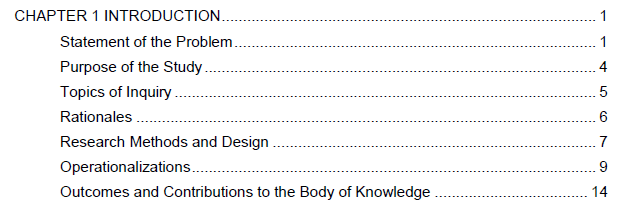 CHAPTER 1 INTRODUCTION........................................................................................... 1
Statement of the Problem........................................................................................ 1
Purpose of the Study............................................................................................... 4
Topics of Inquiry ...................................................................................................... 5
Rationales ................................................................................................................ 6
Research Methods and Design ............................................................................... 7
Operationalizations.................................................................................................. 9
Outcomes and Contributions to the Body of Knowledge ..................................... 14